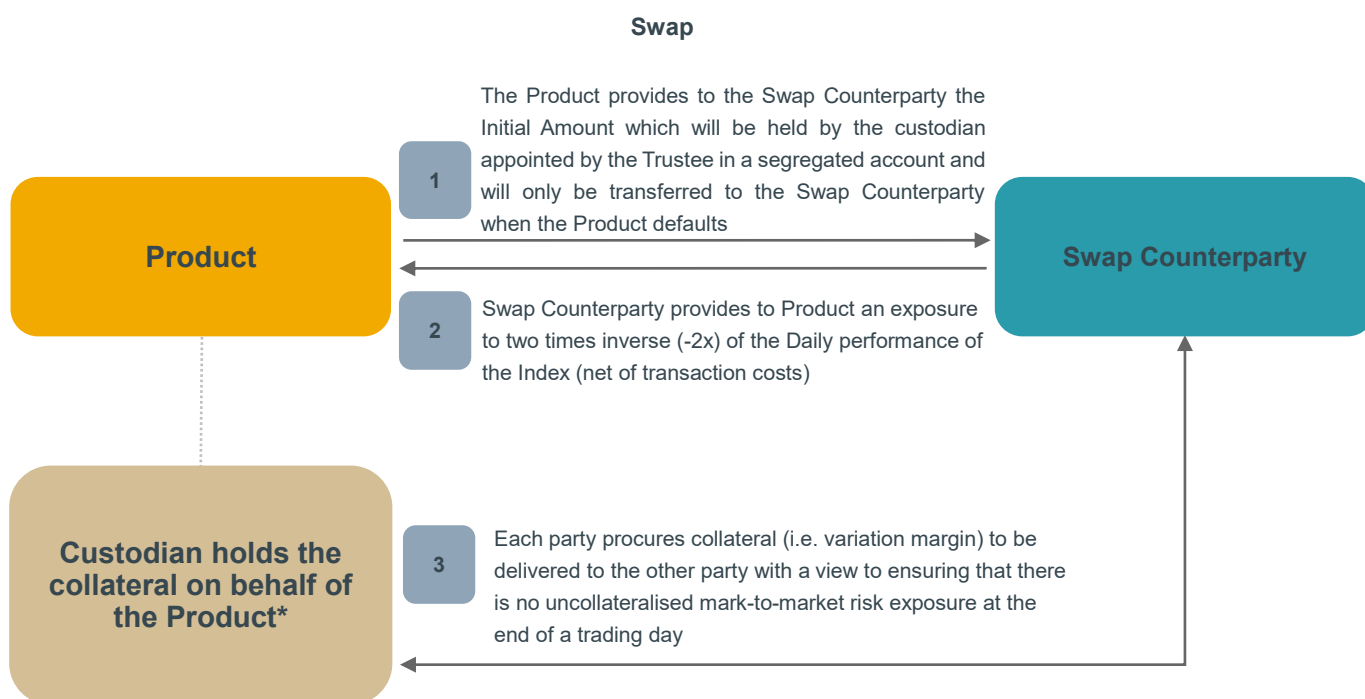 Swap
The Product provides to the Swap Counterparty the
Initial Amount which will be held by the custodian
appointed by the Trustee in a segregated account and
will only be transferred to the Swap Counterparty
when the Product defaults
1
Product
Swap Counterparty
2
Swap Counterparty provides to Product an exposure
to two times inverse (-2x) of the Daily performance of
the Index (net of transaction costs)
Custodian holds the
collateral on behalf of
the Product*
3
Each party procures collateral (i.e. variation margin) to be
delivered to the other party with a view to ensuring that there
is no uncollateralised mark-to-market risk exposure at the
end of a trading day